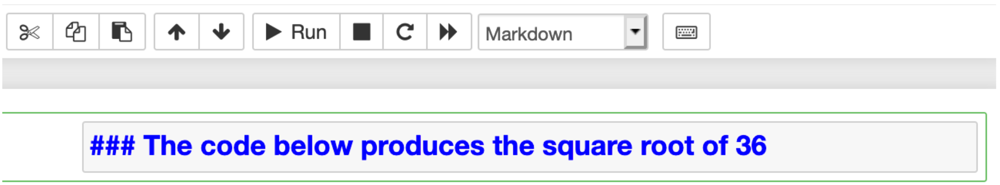 Run
Markdown
### The code below produces the square root of 36